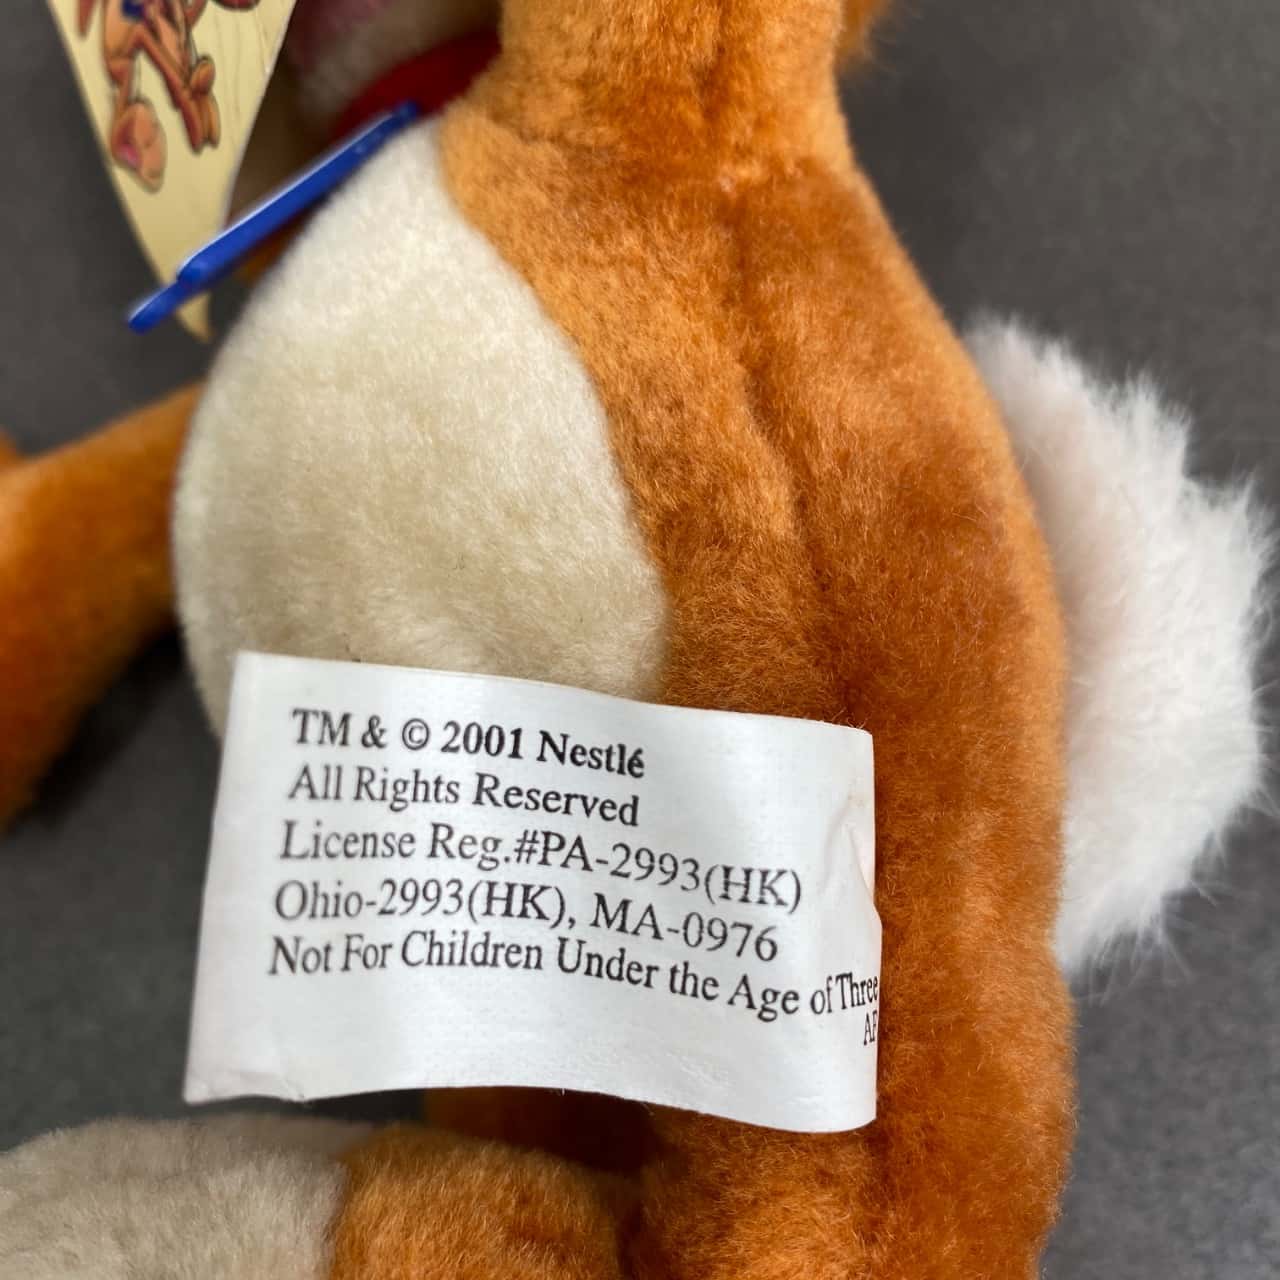 TM & © 2001 Nestlé
All Rights Reserved
License Reg.#PA-2993(HK)
Ohio-2993(HK), MA-0976
Not For Children Under the Age of Three